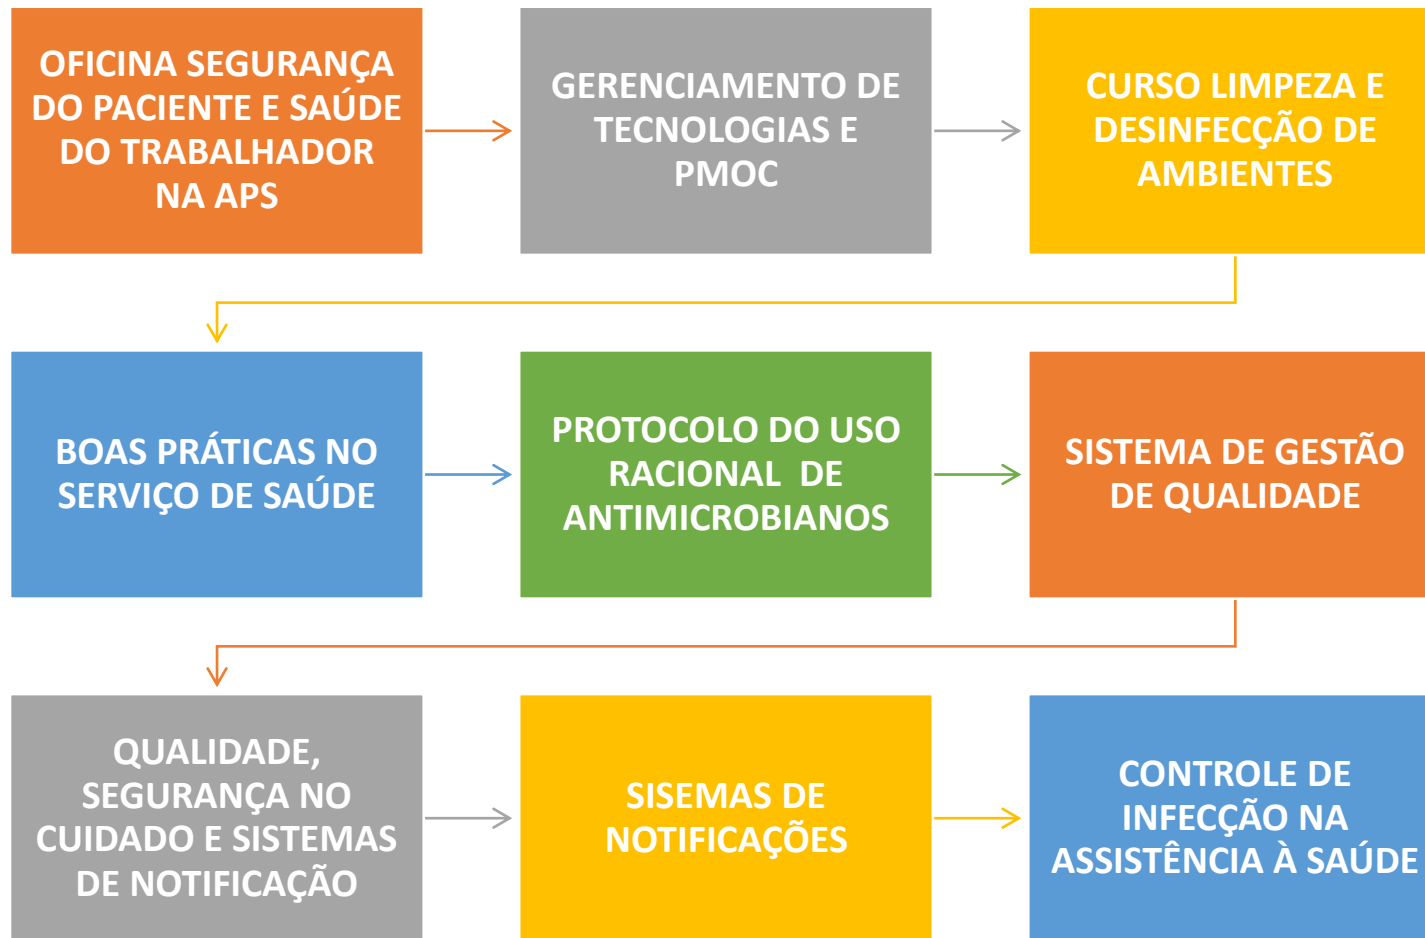 OFICINA SEGURANÇA
DO PACIENTE E SAÚDE
DO TRABALHADOR
NA APS
GERENCIAMENTO DE
TECNOLOGIAS E
PMOC
CURSO LIMPEZA E
DESINFECÇÃO DE
AMBIENTES
BOAS PRÁTICAS NO
SERVIÇO DE SAÚDE
PROTOCOLO DO USO
RACIONAL DE
ANTIMICROBIANOS
SISTEMA DE GESTÃO
DE QUALIDADE
QUALIDADE,
SEGURANÇA NO
CUIDADO E SISTEMAS
DE NOTIFICAÇÃO
SISEMAS DE
NOTIFICAÇÕES
CONTROLE DE
INFECÇÃO NA
ASSISTÊNCIA À SAÚDE